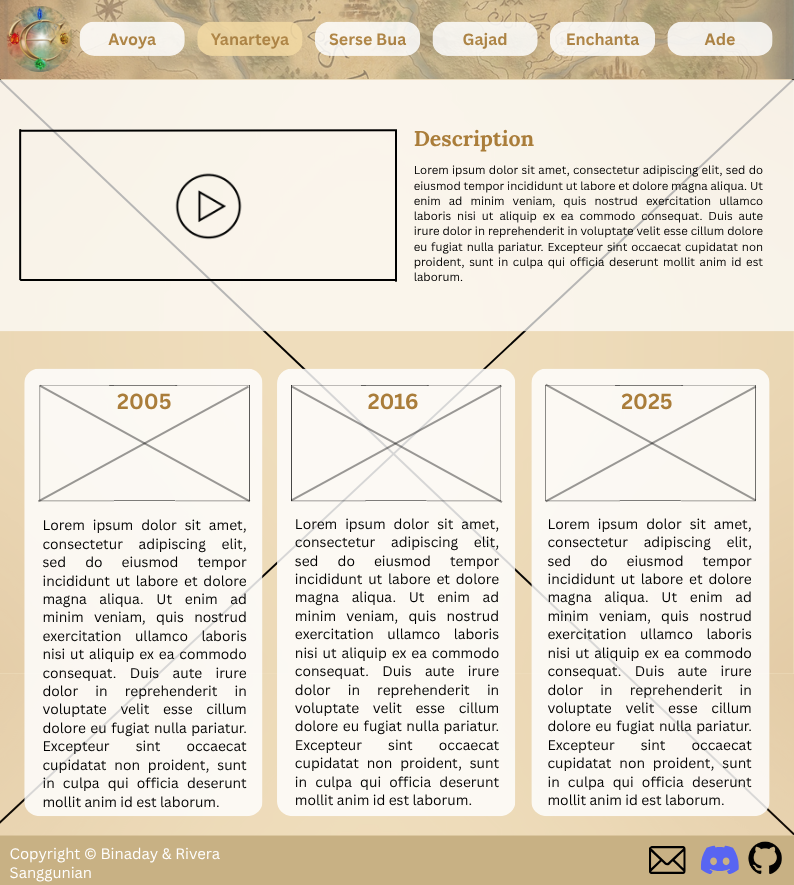 Avoya Yanarteya Serse Bua Gajad Enchanta Ade
Description
Lorem ipsum dolor sit amet, consectetur adipiscing elit, sed do
eiusmod tempor incididunt ut labore et dolore magna aliqua. Ut
enim ad minim veniam, quis nostrud exercitation ullamco
laboris nisi ut aliquip ex ea commodo consequat. Duis aute
irure dolor in reprehenderit in voluptate velit esse cillum dolore
eu fugiat nulla pariatur. Excepteur sint occaecat cupidatat non
proident, sunt in culpa qui officia deserunt mollit anim id est
laborum.
2005
Lorem ipsum dolor sit amet,
consectetur adipiscing elit,
sed do eiusmod tempor
incididunt ut labore et dolore
magna aliqua. Ut enim ad
minim veniam, quis nostrud
exercitation ullamco laboris
nisi ut aliquip ex ea commodo
consequat. Duis aute irure
dolor in reprehenderit in
voluptate velit esse cillum
dolore eu fugiat nulla pariatur.
Excepteur sint occaecat
cupidatat non proident, sunt
in culpa qui officia deserunt
mollit anim id est laborum.
2016
Lorem ipsum dolor sit amet,
consectetur adipiscing elit,
sed do eiusmod tempor
incididunt ut labore et dolore
magna aliqua. Ut enim ad
minim veniam, quis nostrud
exercitation ullamco laboris
nisi ut aliquip ex ea commodo
consequat. Duis aute irure
dolor in reprehenderit in
voluptate velit esse cillum
dolore eu fugiat nulla pariatur.
Excepteur sint occaecat
cupidatat non proident, sunt
in culpa qui officia deserunt
mollit anim id est laborum.
2025
Lorem ipsum dolor sit amet,
consectetur adipiscing elit,
sed do eiusmod tempor
incididunt ut labore et dolore
magna aliqua. Ut enim ad
minim veniam, quis nostrud
exercitation ullamco laboris
nisi ut aliquip ex ea commodo
consequat. Duis aute irure
dolor in reprehenderit in
voluptate velit esse cillum
dolore eu fugiat nulla pariatur.
Excepteur sint occaecat
cupidatat non proident, sunt
in culpa qui officia deserunt
mollit anim id est laborum.
Copyright © Binaday & Rivera
Sanggunian